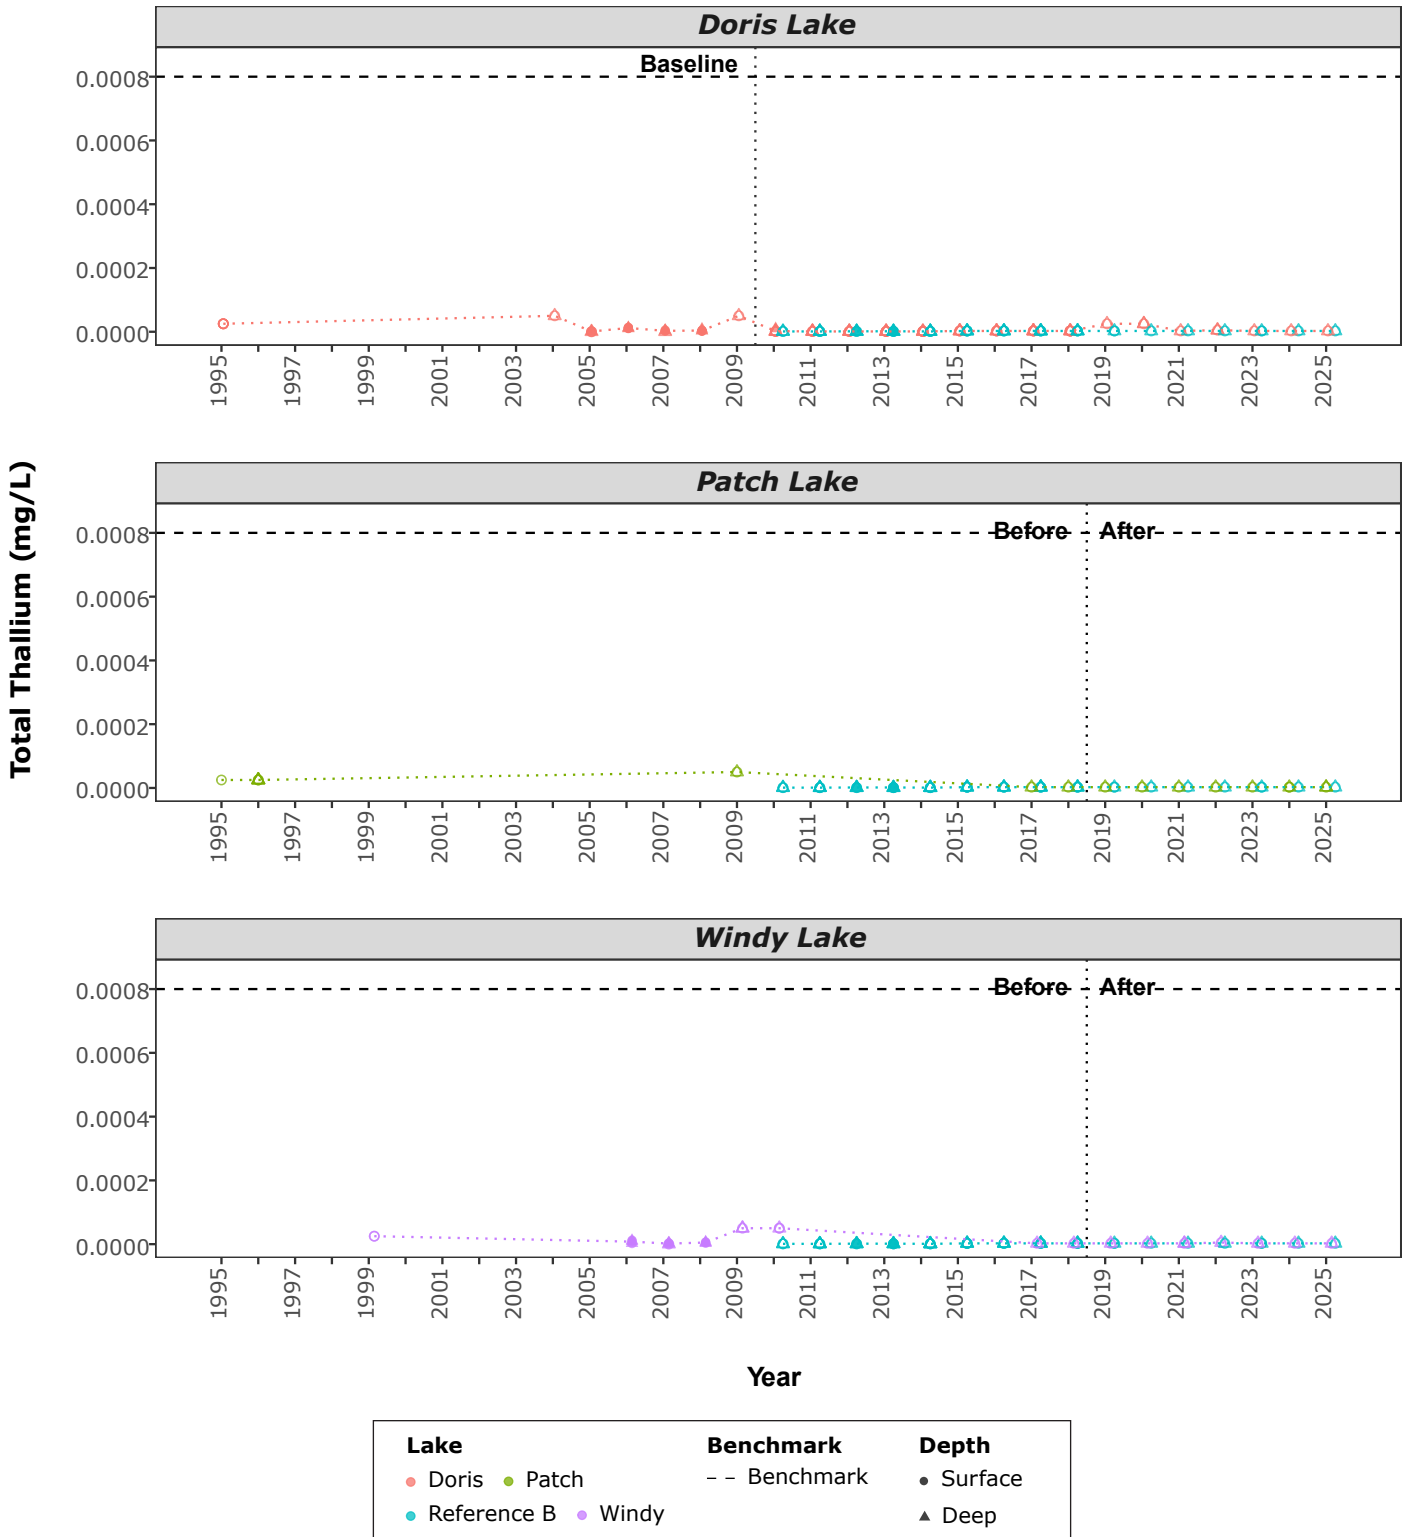 Doris Lake
Baseline
0.0008
0.0006
0.0004
0.0002
0.0000
1995 1997 1999 2001 2003 2005 2007 2009 2011 2013 2015 2017 2019 2021 2023 2025
Total Thallium (mg/L)
Patch Lake
Before After
0.0008
0.0006
0.0004
0.0002
0.0000
1995 1997 1999 2001 2003 2005 2007 2009 2011 2013 2015 2017 2019 2021 2023 2025
Windy Lake
Before After
0.0008
0.0006
0.0004
0.0002
0.0000
1995 1997 1999 2001 2003 2005 2007 2009 2011 2013 2015 2017 2019 2021 2023 2025
Year
Lake Benchmark Depth
Doris Patch -- Benchmark Surface
Reference B Windy Deep